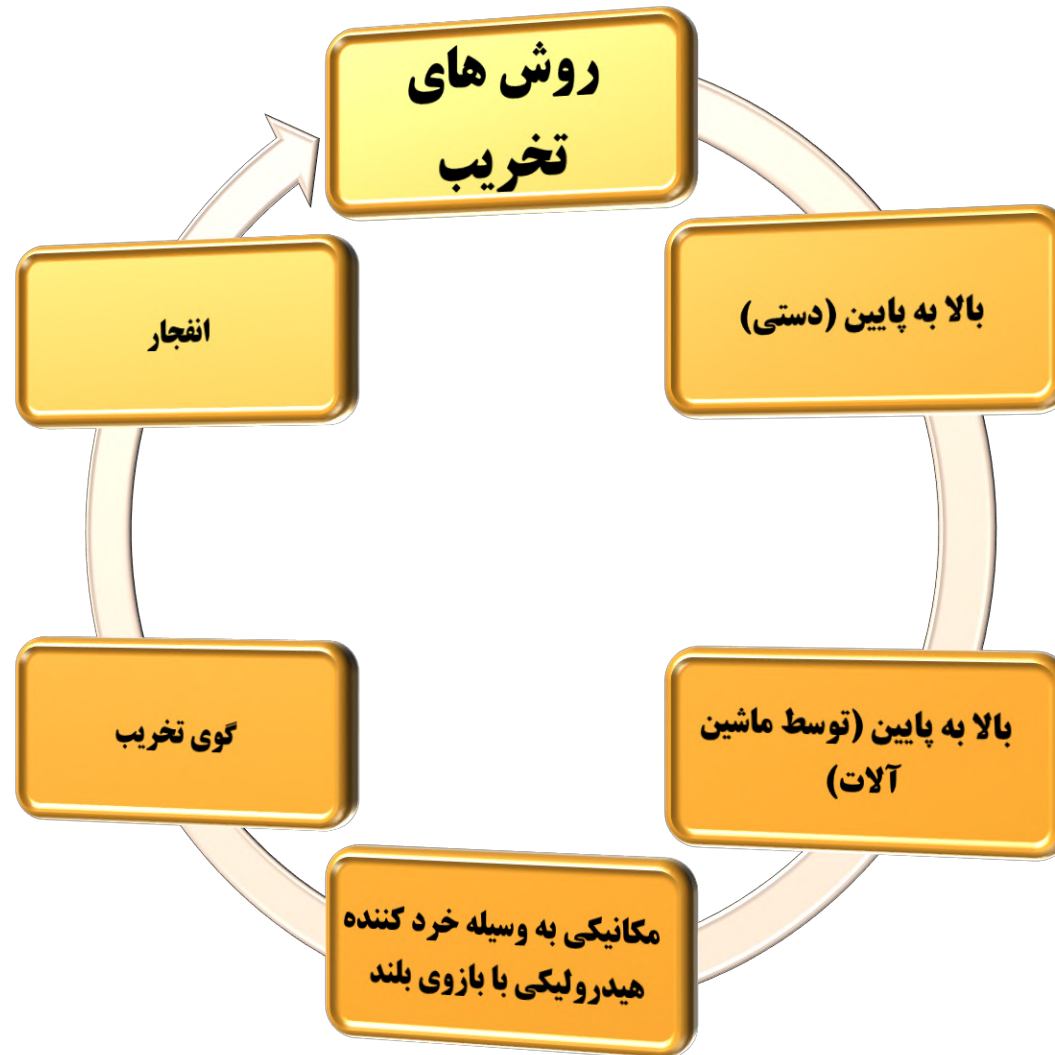 روش های
تخریب
بالا به پایین (دستی)
بالا به پایین (توسط ماشین
آلات)
مکانیکی به وسیله خرد کننده
هیدرولیکی با بازوی بلند
گوی تخریب
انفجار